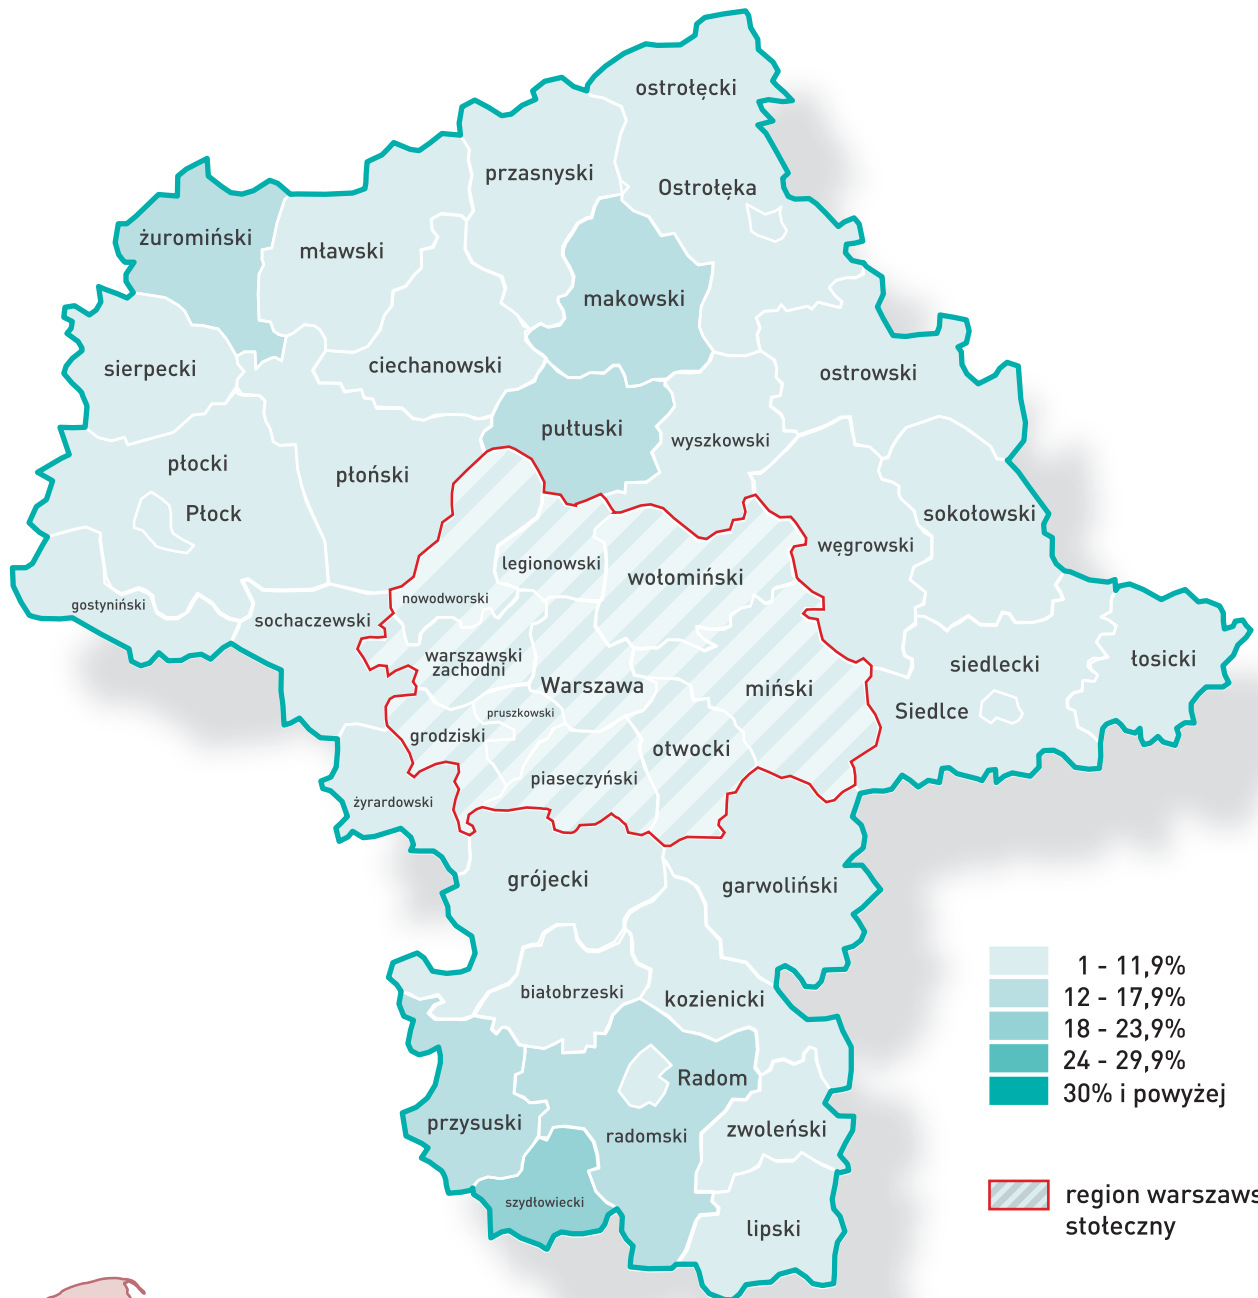 ostrołęcki
przasnyski
Ostrołęka
żuromiński
mławski
makowski
sierpecki
ciechanowski
ostrowski
pułtuski
wyszkowski
płocki
płoński
Płock
sokołowski
węgrowski
legionowski
wołomiński
nowodworski
gostyniński
sochaczewski
warszawski
zachodni
siedlecki
łosicki
Warszawa
miński
Siedlce
pruszkowski
grodziski
otwocki
piaseczyński
żyrardowski
grójecki
garwoliński
białobrzeski
kozienicki
Radom
przysuski
radomski
zwoleński
szydłowiecki
lipski
1 - 11,9%
12 - 17,9%
18 - 23,9%
24 - 29,9%
30% i powyżej
region warszaws
stołeczny